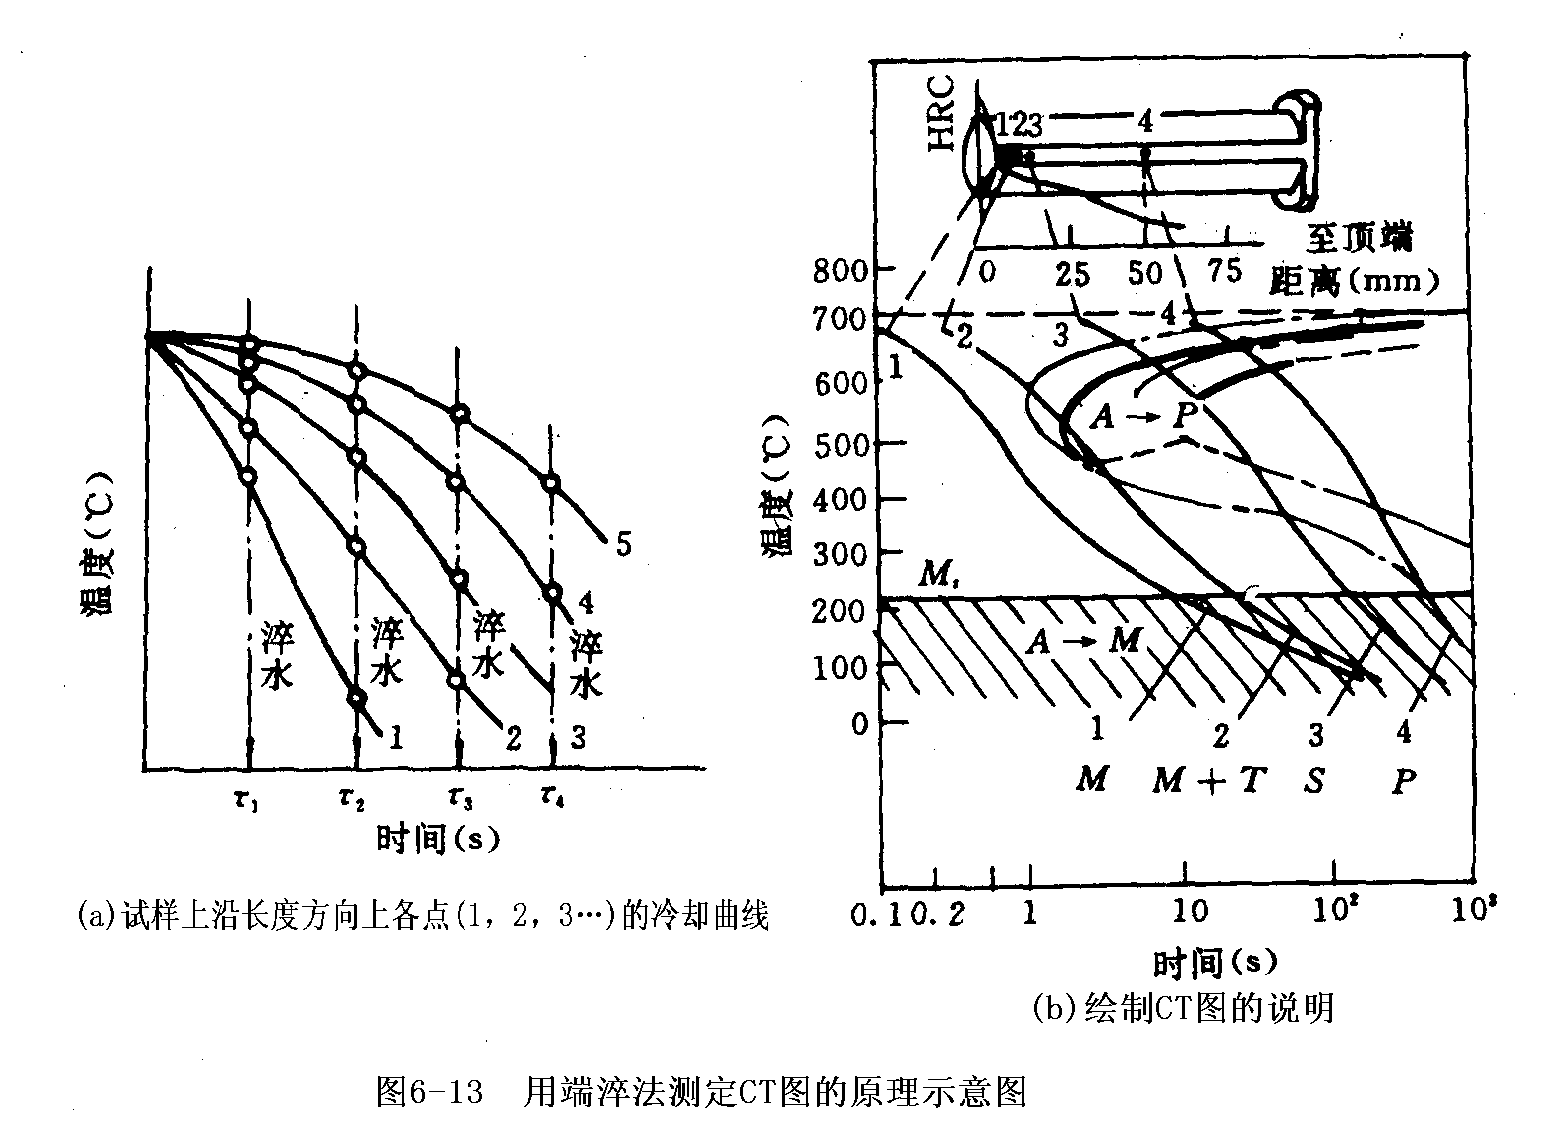 温度(℃)
淬水
淬水
淬水
淬水
1
2
3
4
5
τ₁
τ₂
τ₃
τ₄
时间(s)
(a)试样上沿长度方向上各点(1, 2, 3…)的冷却曲线
HRC
123
4
至顶端
距离(mm)
0
25
50
75
温度(℃)
800
700
600
500
400
300
200
100
0
1
2
3
4
A → P
Mₛ
A → M
1
2
3
4
M
M + T
S
P
0.1
0.2
1
10
10²
10³
时间(s)
(b)绘制CT图的说明
图6-13 用端淬法测定CT图的原理示意图